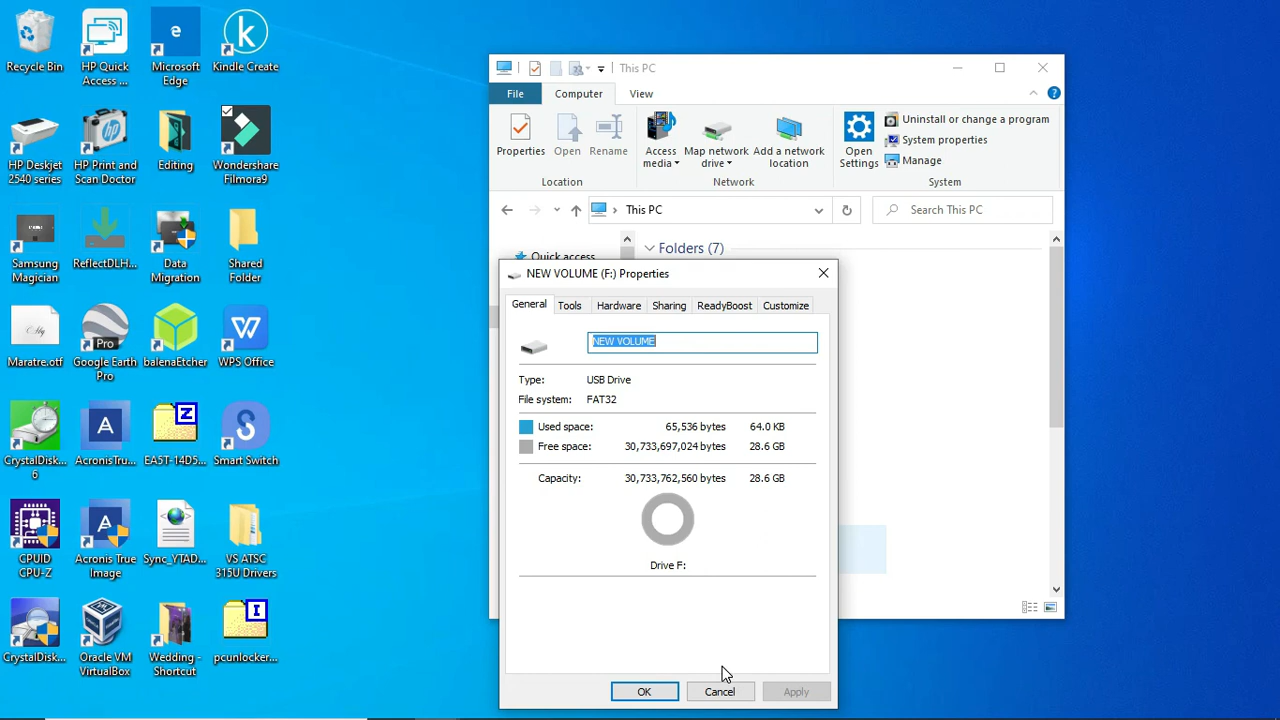 Recycle Bin
HP Quick
Access ...
e
Microsoft
Edge
k
Kindle Create
HP Deskjet
2540 series
hp
HP Print and
Scan Doctor
Editing
Wondershare
Filmora9
Samsung
Magician
ReflectDLH...
Data
Migration
Shared
Folder
Maratre.otf
Pro
Google Earth
Pro
balenaEtcher
W
WPS Office
CrystalDisk...
6
A
AcronisTru...
Z
EA5T-14D5...
S
Smart Switch
CPUID
CPU-Z
A
Acronis True
Image
Sync_YTAD...
VS ATSC
315U Drivers
CrystalDisk...
Oracle VM
VirtualBox
Wedding -
Shortcut
I
pcunlocker...
This PC
File
Computer
View
Properties
Open
Rename
Location
Access
media
Map network
drive
Add a network
location
Network
Open
Settings
Uninstall or change a program
System properties
Manage
System
This PC
Search This PC
Quick access
Folders (7)
NEW VOLUME (F:) Properties
General
Tools
Hardware
Sharing
ReadyBoost
Customize
NEW VOLUME
Type: USB Drive
File system: FAT32
Used space: 65,536 bytes 64.0 KB
Free space: 30,733,697,024 bytes 28.6 GB
Capacity: 30,733,762,560 bytes 28.6 GB
Drive F:
OK
Cancel
Apply